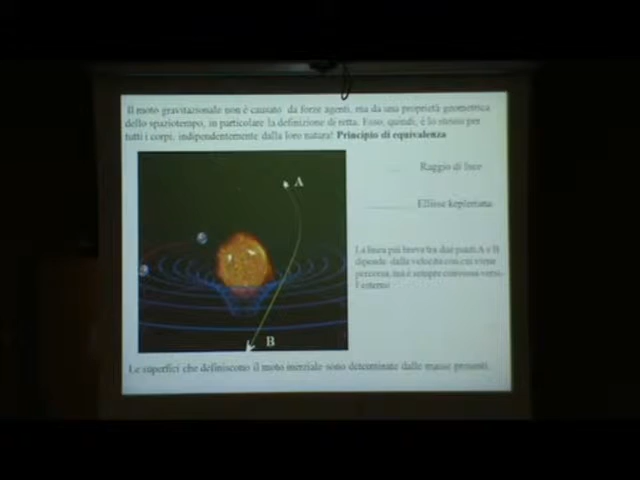 Il moto gravitazionale non è causato da forze agenti, ma da una proprietà geometrica
dello spaziotempo, in particolare la definizione di retta. Esso, quindi, è lo stesso per
tutti i corpi, indipendentemente dalla loro natura! Principio di equivalenza
A
Raggio di luce
Ellisse kepleriana
La linea più breve tra due punti A e B
dipende dalla velocità con cui viene
percorsa, ma è sempre convessa verso
l'esterno
B
Le superfici che definiscono il moto inerziale sono determinate dalle masse presenti.